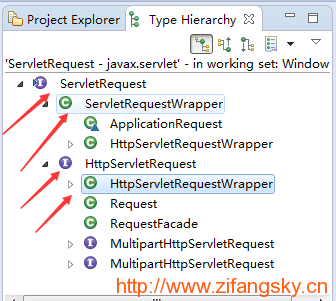 Project Explorer
Type Hierarchy
'ServletRequest - javax.servlet' - in working set: Window
ServletRequest
ServletRequestWrapper
ApplicationRequest
HttpServletRequestWrapper
HttpServletRequest
HttpServletRequestWrapper
Request
RequestFacade
MultipartHttpServletRequest
MultipartHttpServletRequest
http://www.zifangsky.cn